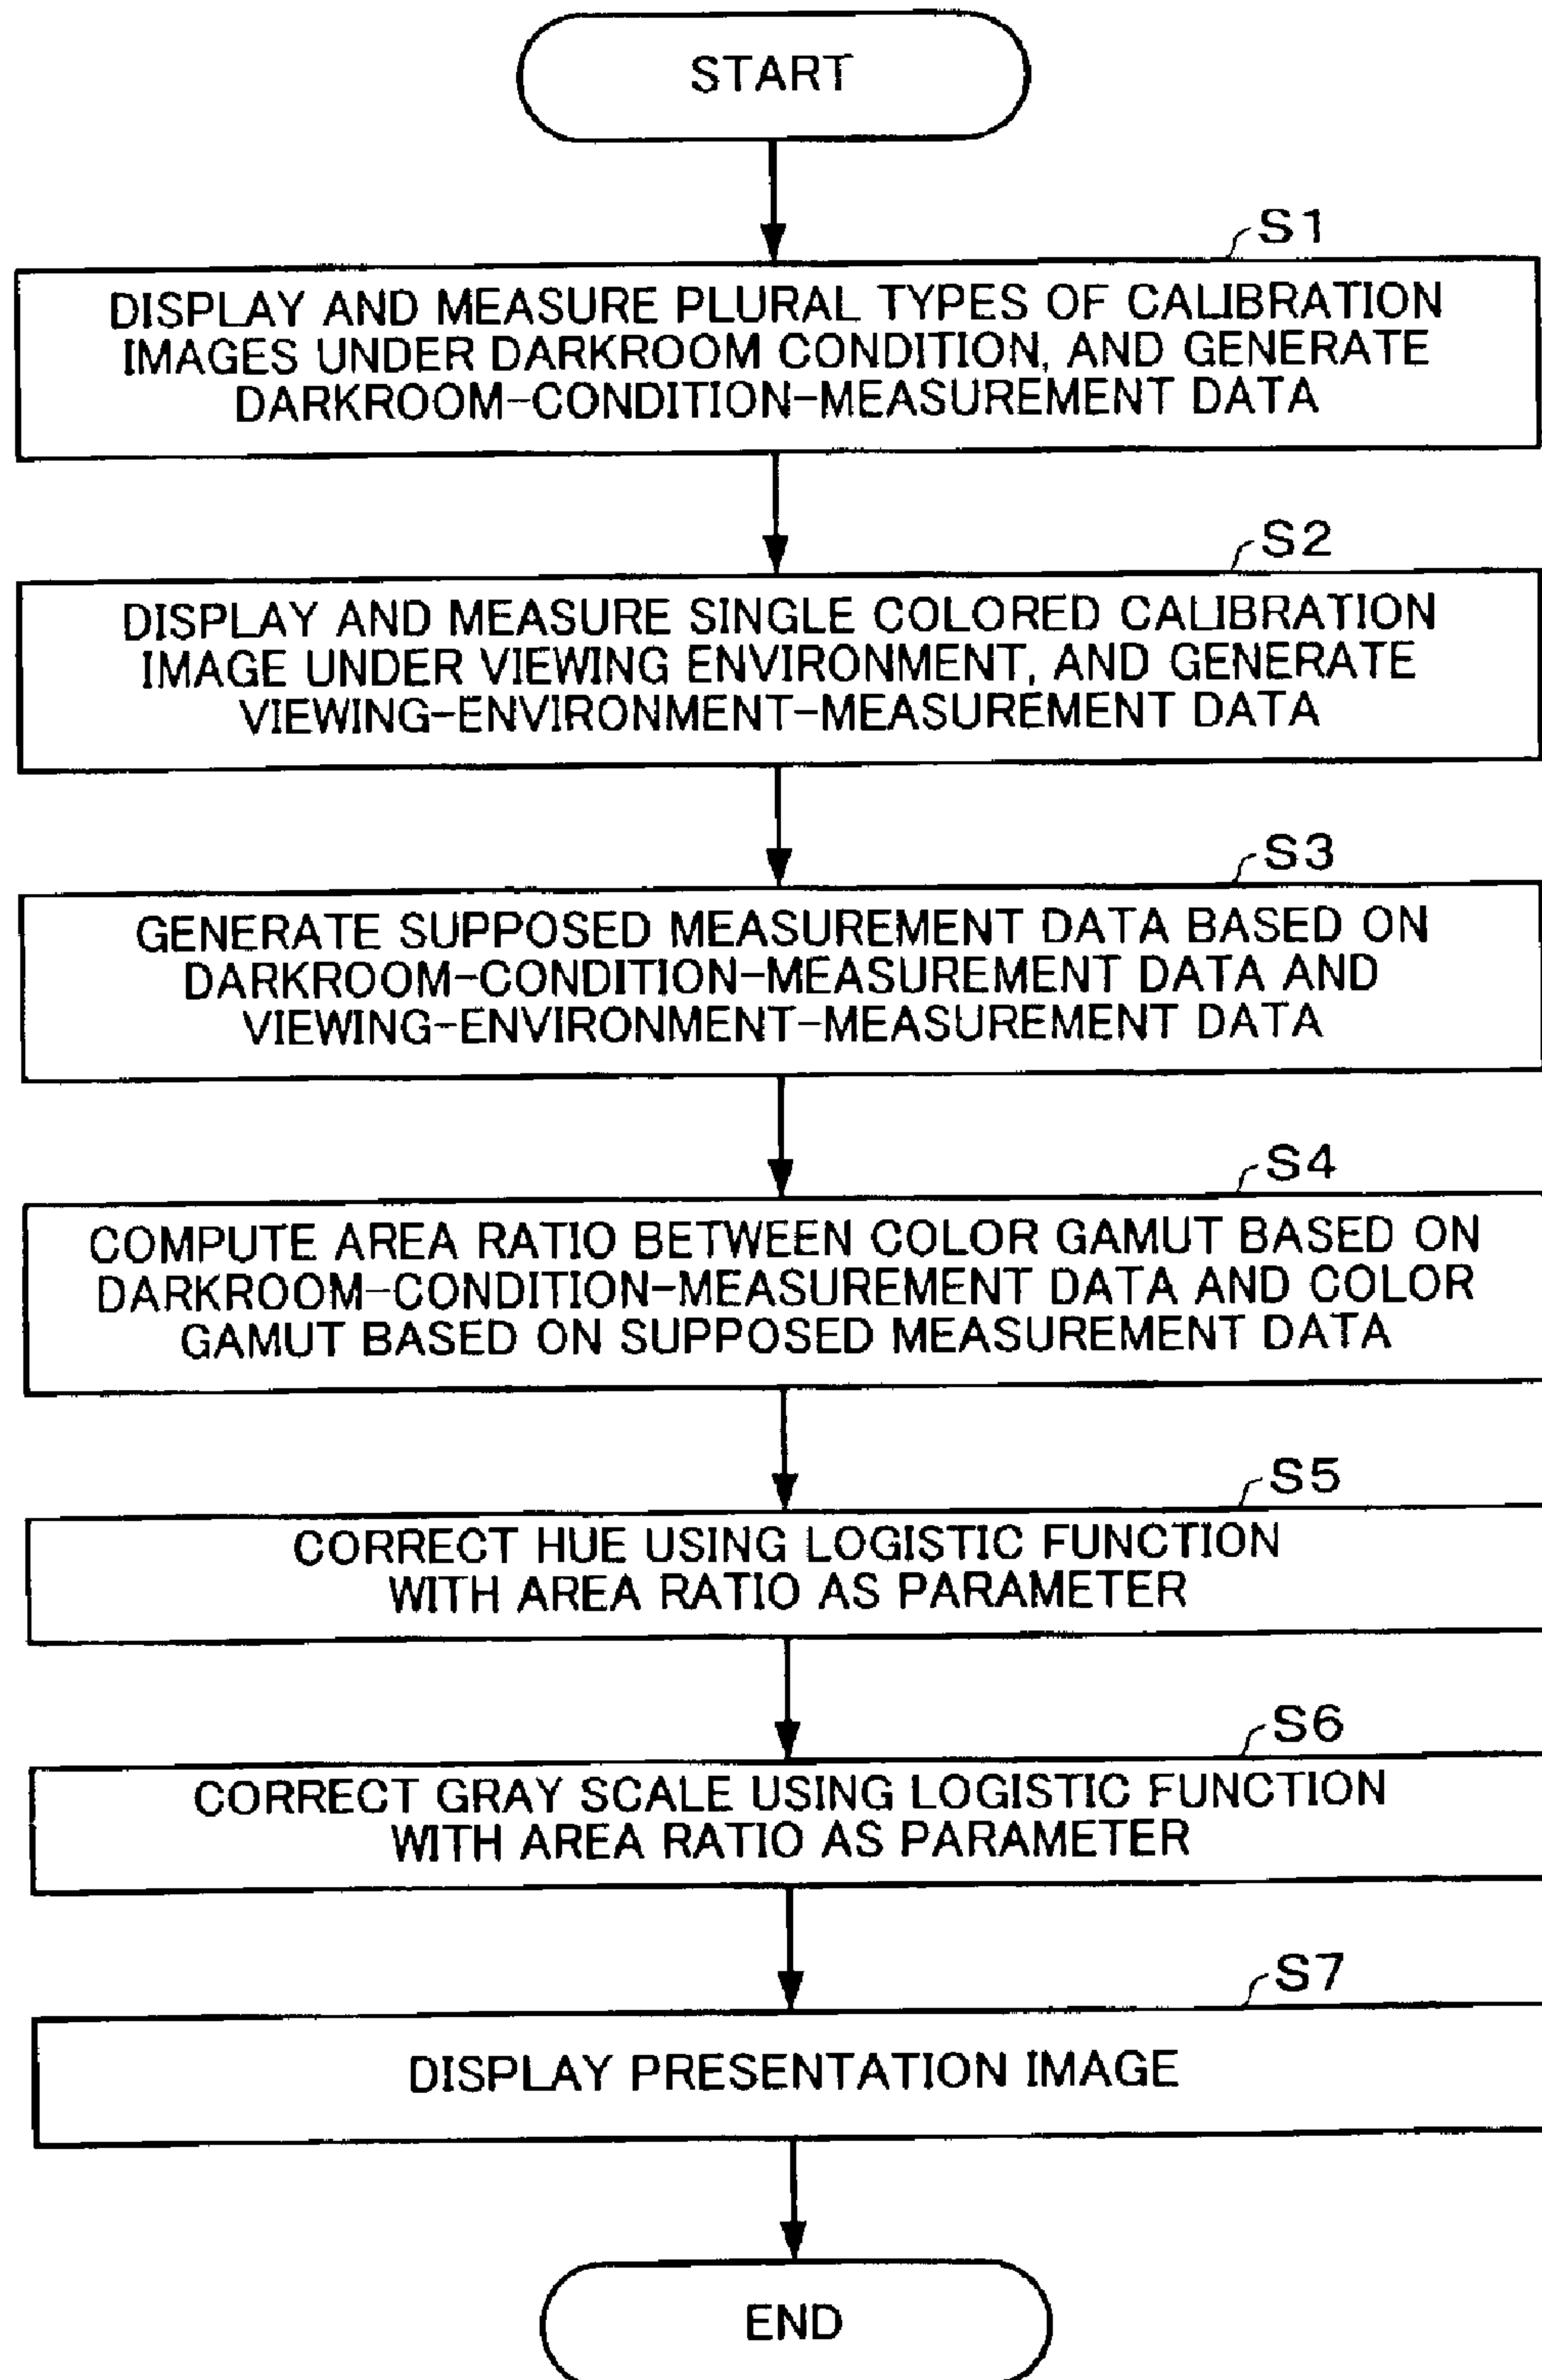 START
S1
DISPLAY AND MEASURE PLURAL TYPES OF CALIBRATION
IMAGES UNDER DARKROOM CONDITION, AND GENERATE
DARKROOM-CONDITION-MEASUREMENT DATA
S2
DISPLAY AND MEASURE SINGLE COLORED CALIBRATION
IMAGE UNDER VIEWING ENVIRONMENT, AND GENERATE
VIEWING-ENVIRONMENT-MEASUREMENT DATA
S3
GENERATE SUPPOSED MEASUREMENT DATA BASED ON
DARKROOM-CONDITION-MEASUREMENT DATA AND
VIEWING-ENVIRONMENT-MEASUREMENT DATA
S4
COMPUTE AREA RATIO BETWEEN COLOR GAMUT BASED ON
DARKROOM-CONDITION-MEASUREMENT DATA AND COLOR
GAMUT BASED ON SUPPOSED MEASUREMENT DATA
S5
CORRECT HUE USING LOGISTIC FUNCTION
WITH AREA RATIO AS PARAMETER
S6
CORRECT GRAY SCALE USING LOGISTIC FUNCTION
WITH AREA RATIO AS PARAMETER
S7
DISPLAY PRESENTATION IMAGE
END